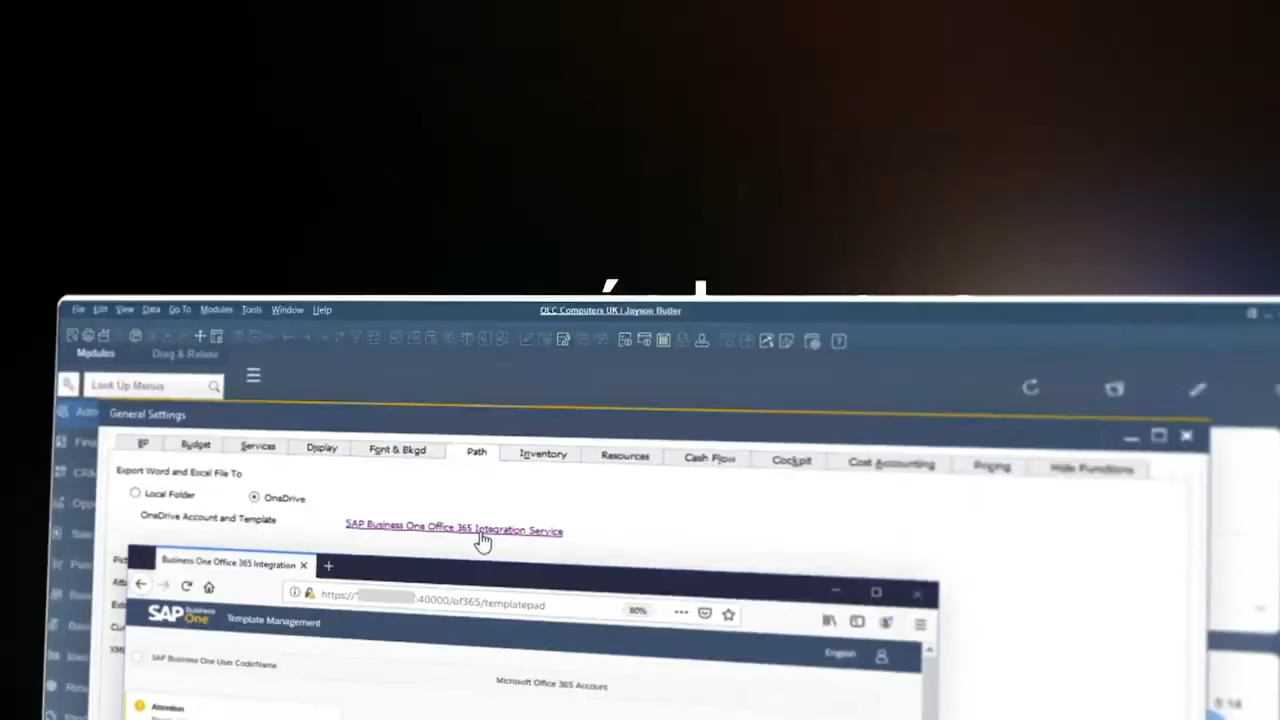 File Edit View Data Go To Modules Tools Window Help
OEC Computers UK | Jayson Butler
Modules Drag & Relate
Look Up Menus
General Settings
BP Budget Services Display Font & Bkgd Path Inventory Resources Cash Flow Cockpit Cost Accounting Pricing Hide Functions
Export Word and Excel File To
Local Folder OneDrive
OneDrive Account and Template SAP Business One Office 365 Integration Service
Business One Office 365 Integration
https:// :40000/of365/templatepad 80%
SAP Business One Template Management
English
SAP Business One User Code/Name Microsoft Office 365 Account
Attention